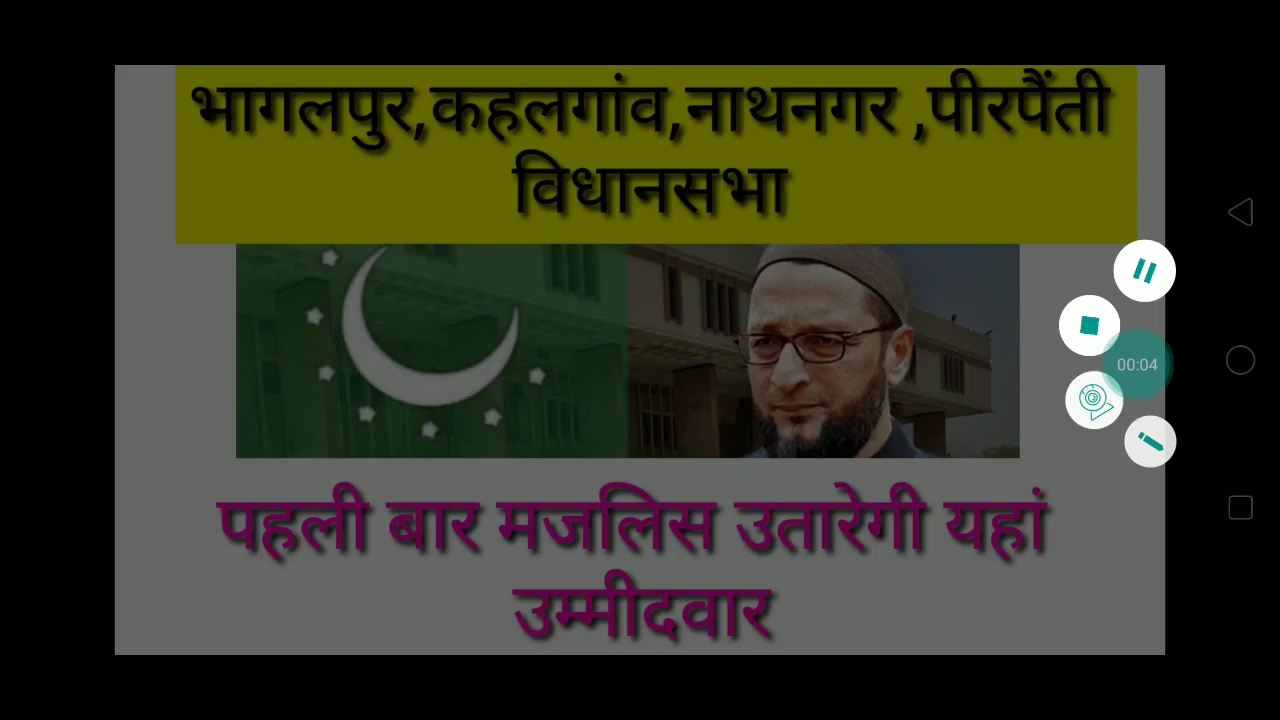 भागलपुर,कहलगांव,नाथनगर ,पीरपैंती
विधानसभा
00:04
पहली बार मजलिस उतारेगी यहां
उम्मीदवार